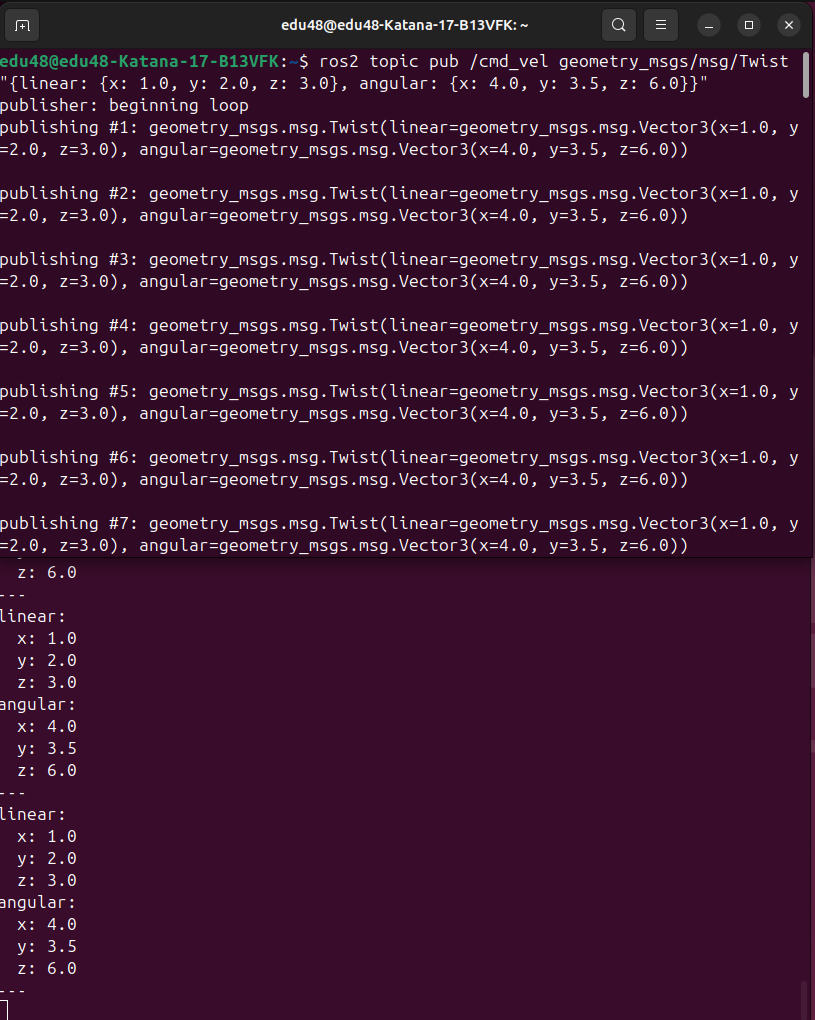 edu48@edu48-Katana-17-B13VFK: ~
edu48@edu48-Katana-17-B13VFK:~$ ros2 topic pub /cmd_vel geometry_msgs/msg/Twist
"{linear: {x: 1.0, y: 2.0, z: 3.0}, angular: {x: 4.0, y: 3.5, z: 6.0}}"
publisher: beginning loop
publishing #1: geometry_msgs.msg.Twist(linear=geometry_msgs.msg.Vector3(x=1.0, y
=2.0, z=3.0), angular=geometry_msgs.msg.Vector3(x=4.0, y=3.5, z=6.0))

publishing #2: geometry_msgs.msg.Twist(linear=geometry_msgs.msg.Vector3(x=1.0, y
=2.0, z=3.0), angular=geometry_msgs.msg.Vector3(x=4.0, y=3.5, z=6.0))

publishing #3: geometry_msgs.msg.Twist(linear=geometry_msgs.msg.Vector3(x=1.0, y
=2.0, z=3.0), angular=geometry_msgs.msg.Vector3(x=4.0, y=3.5, z=6.0))

publishing #4: geometry_msgs.msg.Twist(linear=geometry_msgs.msg.Vector3(x=1.0, y
=2.0, z=3.0), angular=geometry_msgs.msg.Vector3(x=4.0, y=3.5, z=6.0))

publishing #5: geometry_msgs.msg.Twist(linear=geometry_msgs.msg.Vector3(x=1.0, y
=2.0, z=3.0), angular=geometry_msgs.msg.Vector3(x=4.0, y=3.5, z=6.0))

publishing #6: geometry_msgs.msg.Twist(linear=geometry_msgs.msg.Vector3(x=1.0, y
=2.0, z=3.0), angular=geometry_msgs.msg.Vector3(x=4.0, y=3.5, z=6.0))

publishing #7: geometry_msgs.msg.Twist(linear=geometry_msgs.msg.Vector3(x=1.0, y
=2.0, z=3.0), angular=geometry_msgs.msg.Vector3(x=4.0, y=3.5, z=6.0))
  z: 6.0
---
linear:
  x: 1.0
  y: 2.0
  z: 3.0
angular:
  x: 4.0
  y: 3.5
  z: 6.0
---
linear:
  x: 1.0
  y: 2.0
  z: 3.0
angular:
  x: 4.0
  y: 3.5
  z: 6.0
---